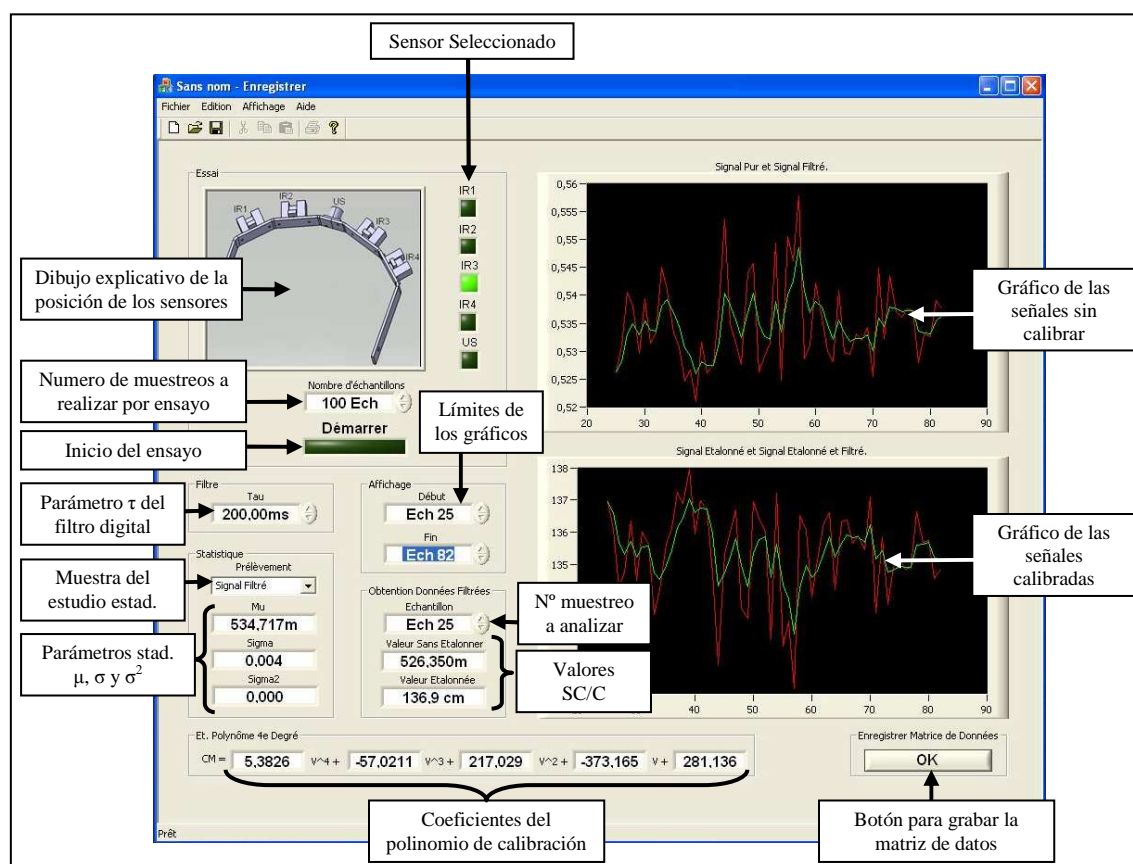 Sensor Seleccionado
Sans nom - Enregistrer
Fichier Edition Affichage Aide
Essai
IR1
IR2
US
IR3
IR4
IR1
IR2
IR3
IR4
US
Dibujo explicativo de la
posición de los sensores
Nombre d'échantillons
100 Ech
Démarrer
Numero de muestreos a
realizar por ensayo
Inicio del ensayo
Límites de
los gráficos
Filtre
Tau
200,00ms
Parámetro τ del
filtro digital
Affichage
Début
Ech 25
Fin
Ech 82
Statistique
Prélèvement
Signal Filtré
Mu
534,717m
Sigma
0,004
Sigma2
0,000
Muestra del
estudio estad.
Parámetros stad.
μ, σ y σ²
Obtention Données Filtrées
Echantillon
Ech 25
Valeur Sans Etalonner
526,350m
Valeur Etalonnée
136,9 cm
Nº muestreo
a analizar
Valores
SC/C
Signal Pur et Signal Filtré.
0,56
0,555
0,55
0,545
0,54
0,535
0,53
0,525
0,52
20 30 40 50 60 70 80 90
Gráfico de las
señales sin
calibrar
Signal Etalonné et Signal Etalonné et Filtré.
138
137
136
135
30 40 50 60 70 80 90
Gráfico de las
señales
calibradas
Et. Polynôme 4e Degré
CM = 5,3826 V^4 + -57,0211 V^3 + 217,029 V^2 + -373,165 V + 281,136
Coeficientes del
polinomio de calibración
Enregistrer Matrice de Données
OK
Botón para grabar la
matriz de datos
Prêt